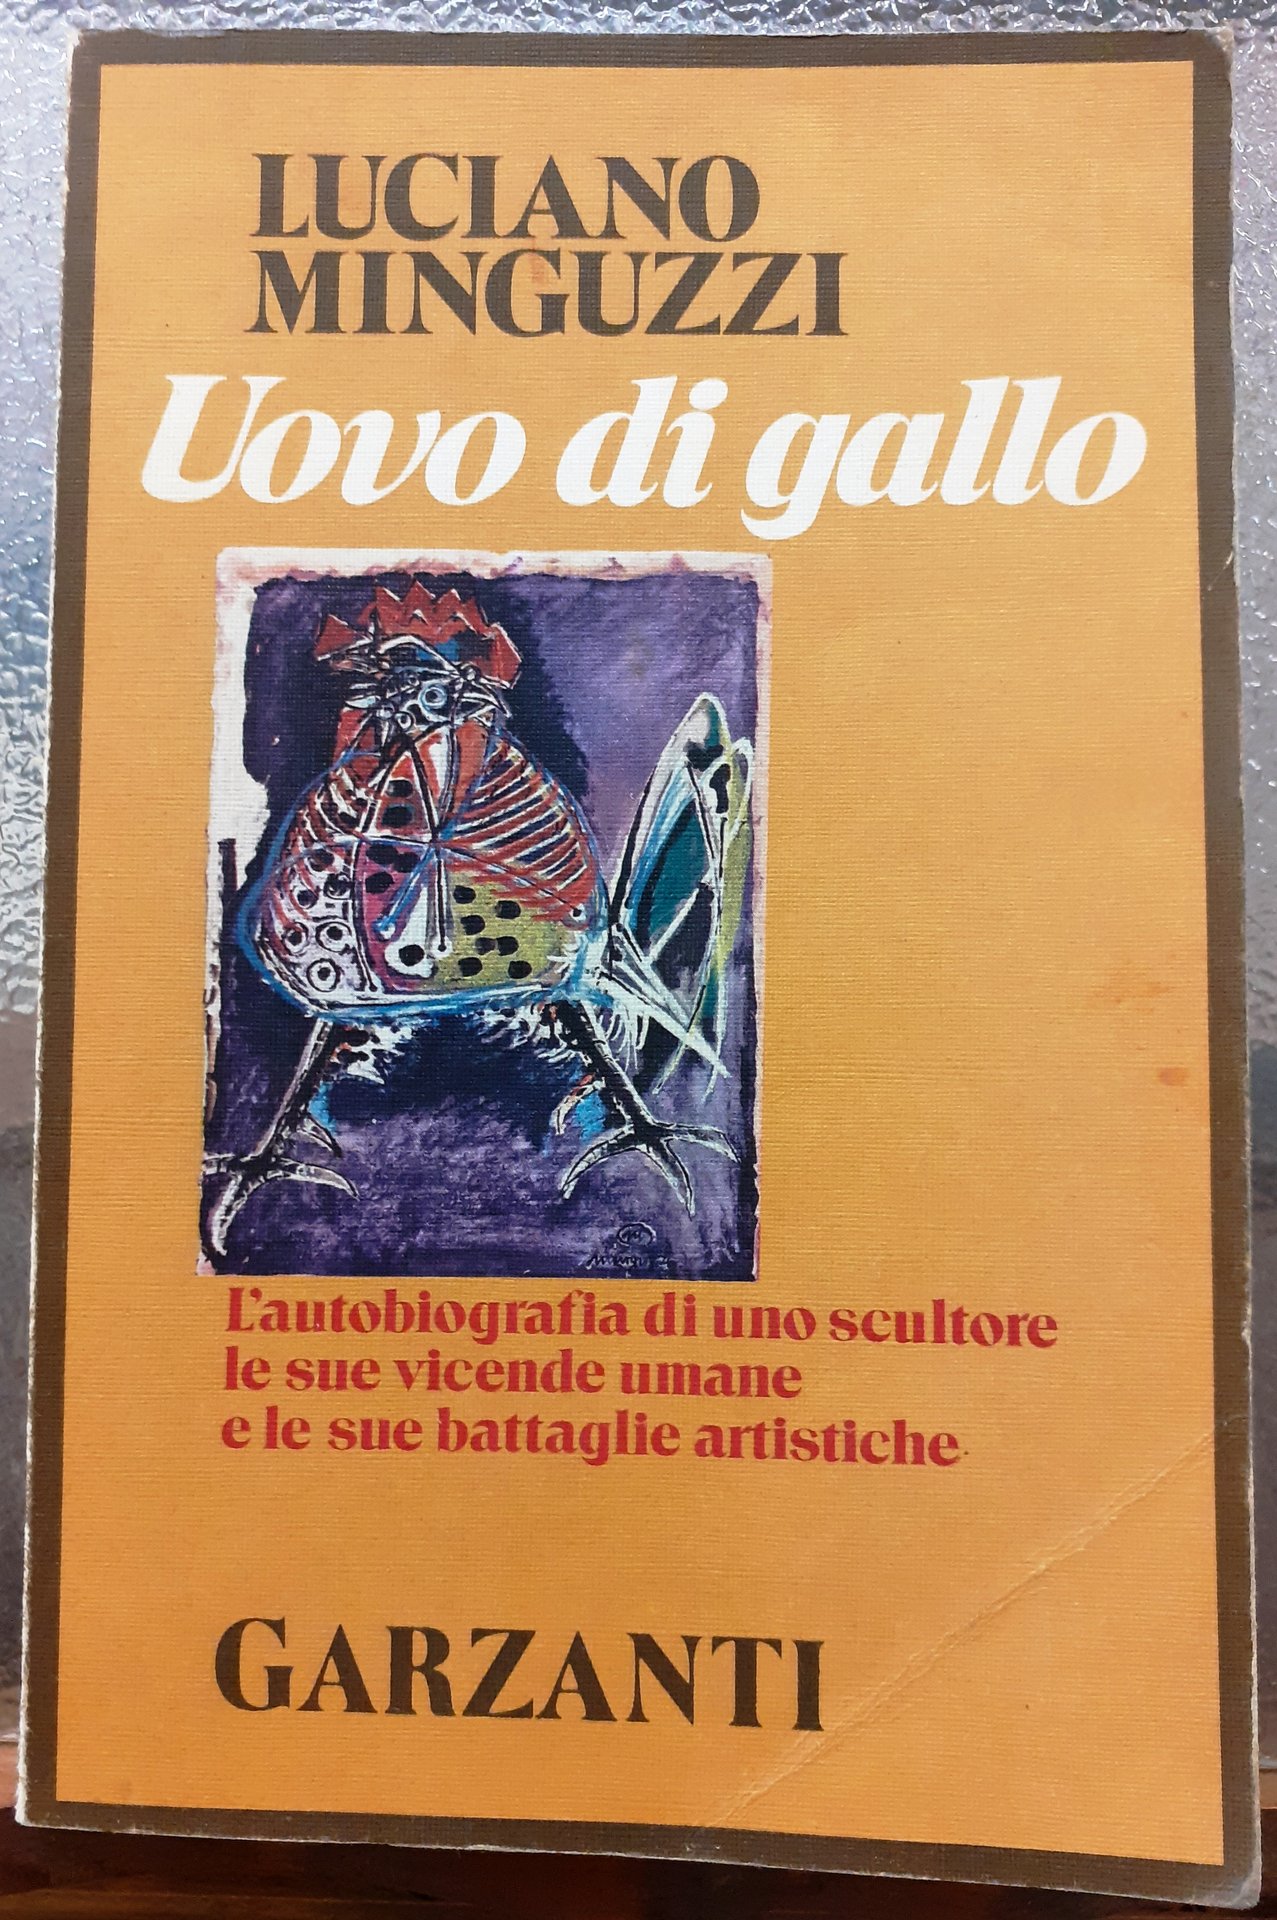 LUCIANO
MINGUZZI
Uovo di gallo
L'autobiografia di uno scultore
le sue vicende umane
e le sue battaglie artistiche
GARZANTI